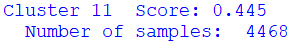 Cluster 11  Score: 0.445
Number of samples:  4468